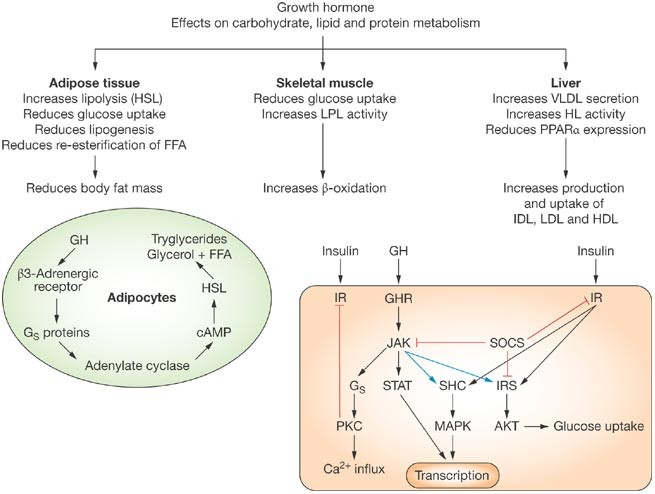 Growth hormone
Effects on carbohydrate, lipid and protein metabolism
Adipose tissue
Increases lipolysis (HSL)
Reduces glucose uptake
Reduces lipogenesis
Reduces re-esterification of FFA
Reduces body fat mass
Skeletal muscle
Reduces glucose uptake
Increases LPL activity
Increases β-oxidation
Liver
Increases VLDL secretion
Increases HL activity
Reduces PPARα expression
Increases production
and uptake of
IDL, LDL and HDL
GH
β3-Adrenergic
receptor
Gs proteins
Adenylate cyclase
cAMP
HSL
Tryglycerides
Glycerol + FFA
Adipocytes
Insulin
GH
Insulin
IR
GHR
IR
JAK
SOCS
Gs
STAT
SHC
IRS
PKC
MAPK
AKT
Glucose uptake
Ca2+ influx
Transcription